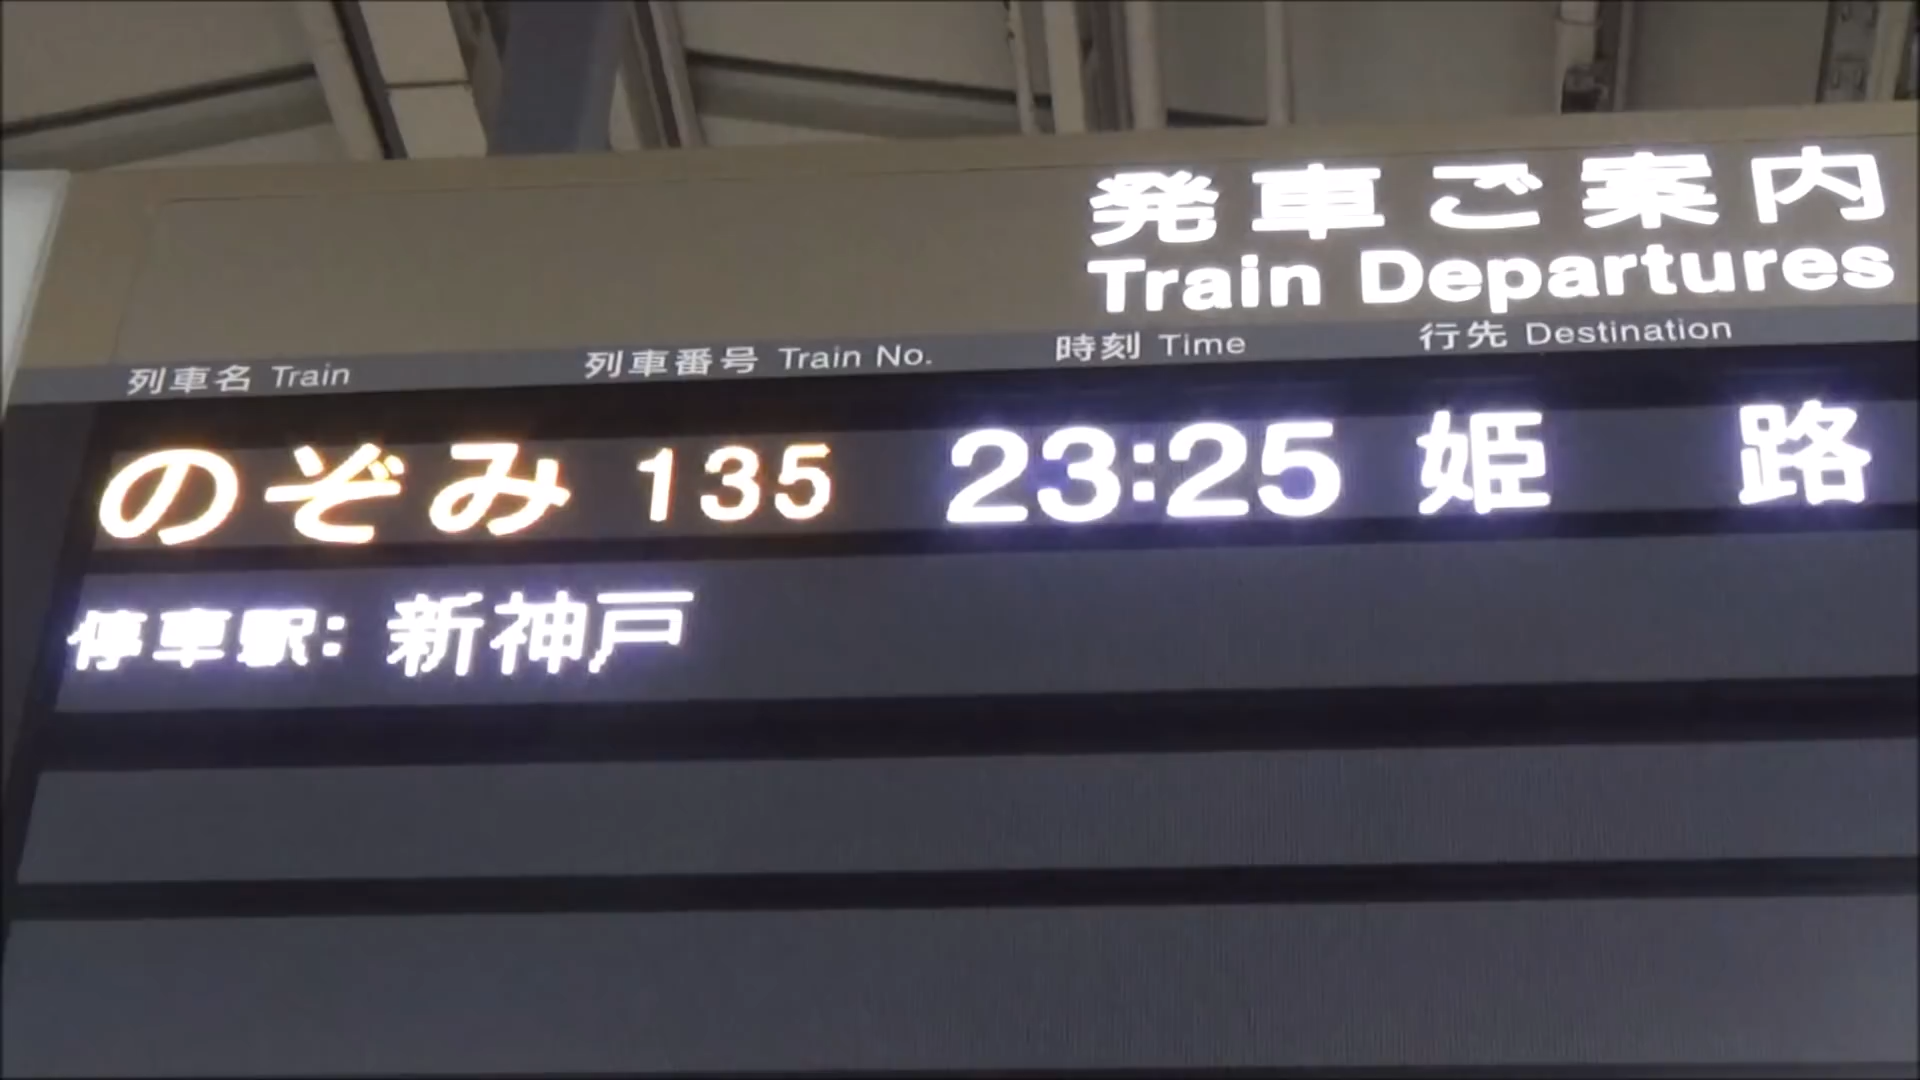 発車ご案内
Train Departures
列車名 Train 列車番号 Train No. 時刻 Time 行先 Destination
のぞみ 135 23:25 姫 路
停車駅: 新神戸